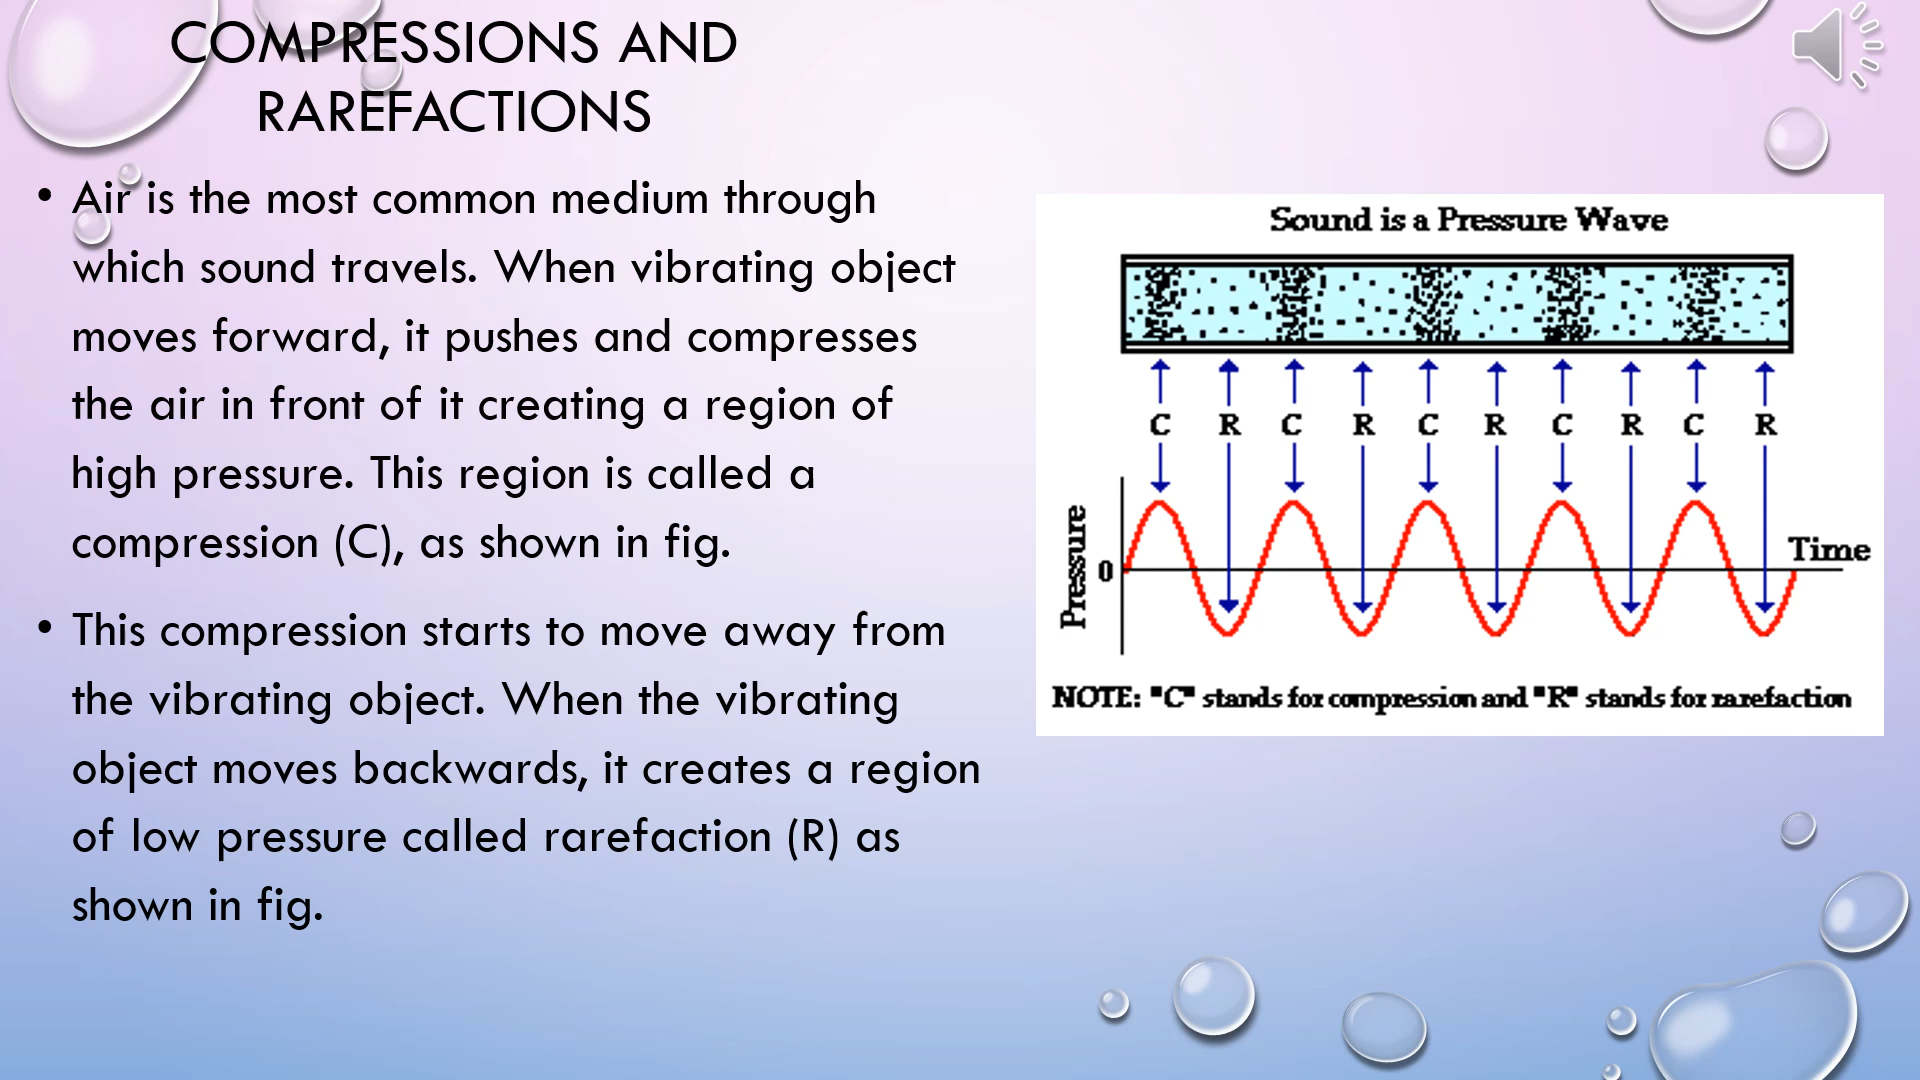 COMPRESSIONS AND
RAREFACTIONS
• Air is the most common medium through
which sound travels. When vibrating object
moves forward, it pushes and compresses
the air in front of it creating a region of
high pressure. This region is called a
compression (C), as shown in fig.
• This compression starts to move away from
the vibrating object. When the vibrating
object moves backwards, it creates a region
of low pressure called rarefaction (R) as
shown in fig.
Sound is a Pressure Wave
C R C R C R C R C R
Pressure
0
Time
NOTE: "C" stands for compression and "R" stands for rarefaction